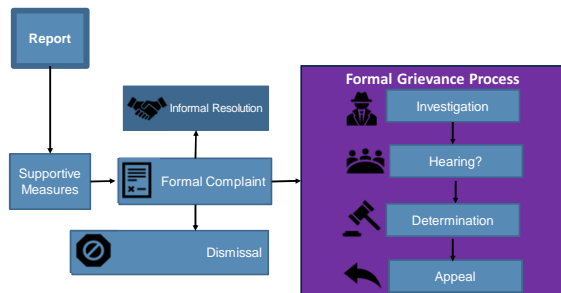 Report
Formal Grievance Process
Investigation
Informal Resolution
Hearing?
Supportive
Measures
Formal Complaint
Determination
Dismissal
Appeal